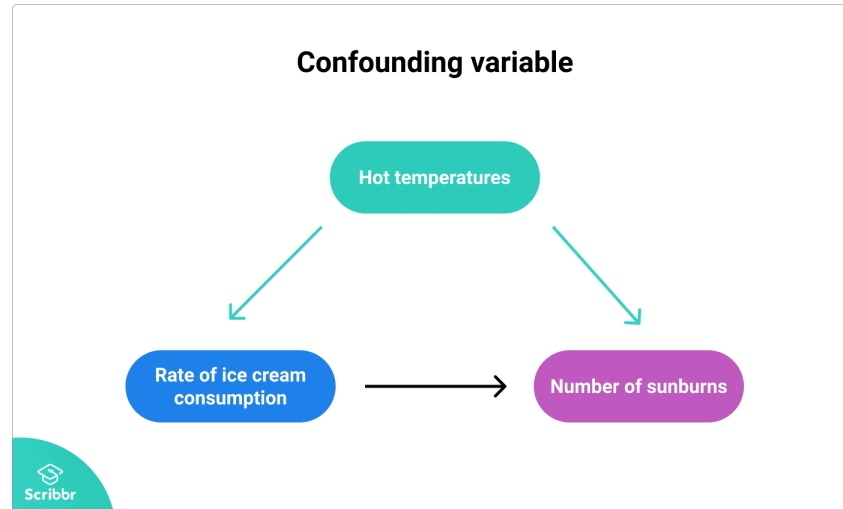 Confounding variable
Hot temperatures
Rate of ice cream
consumption
Number of sunburns
Scribbr